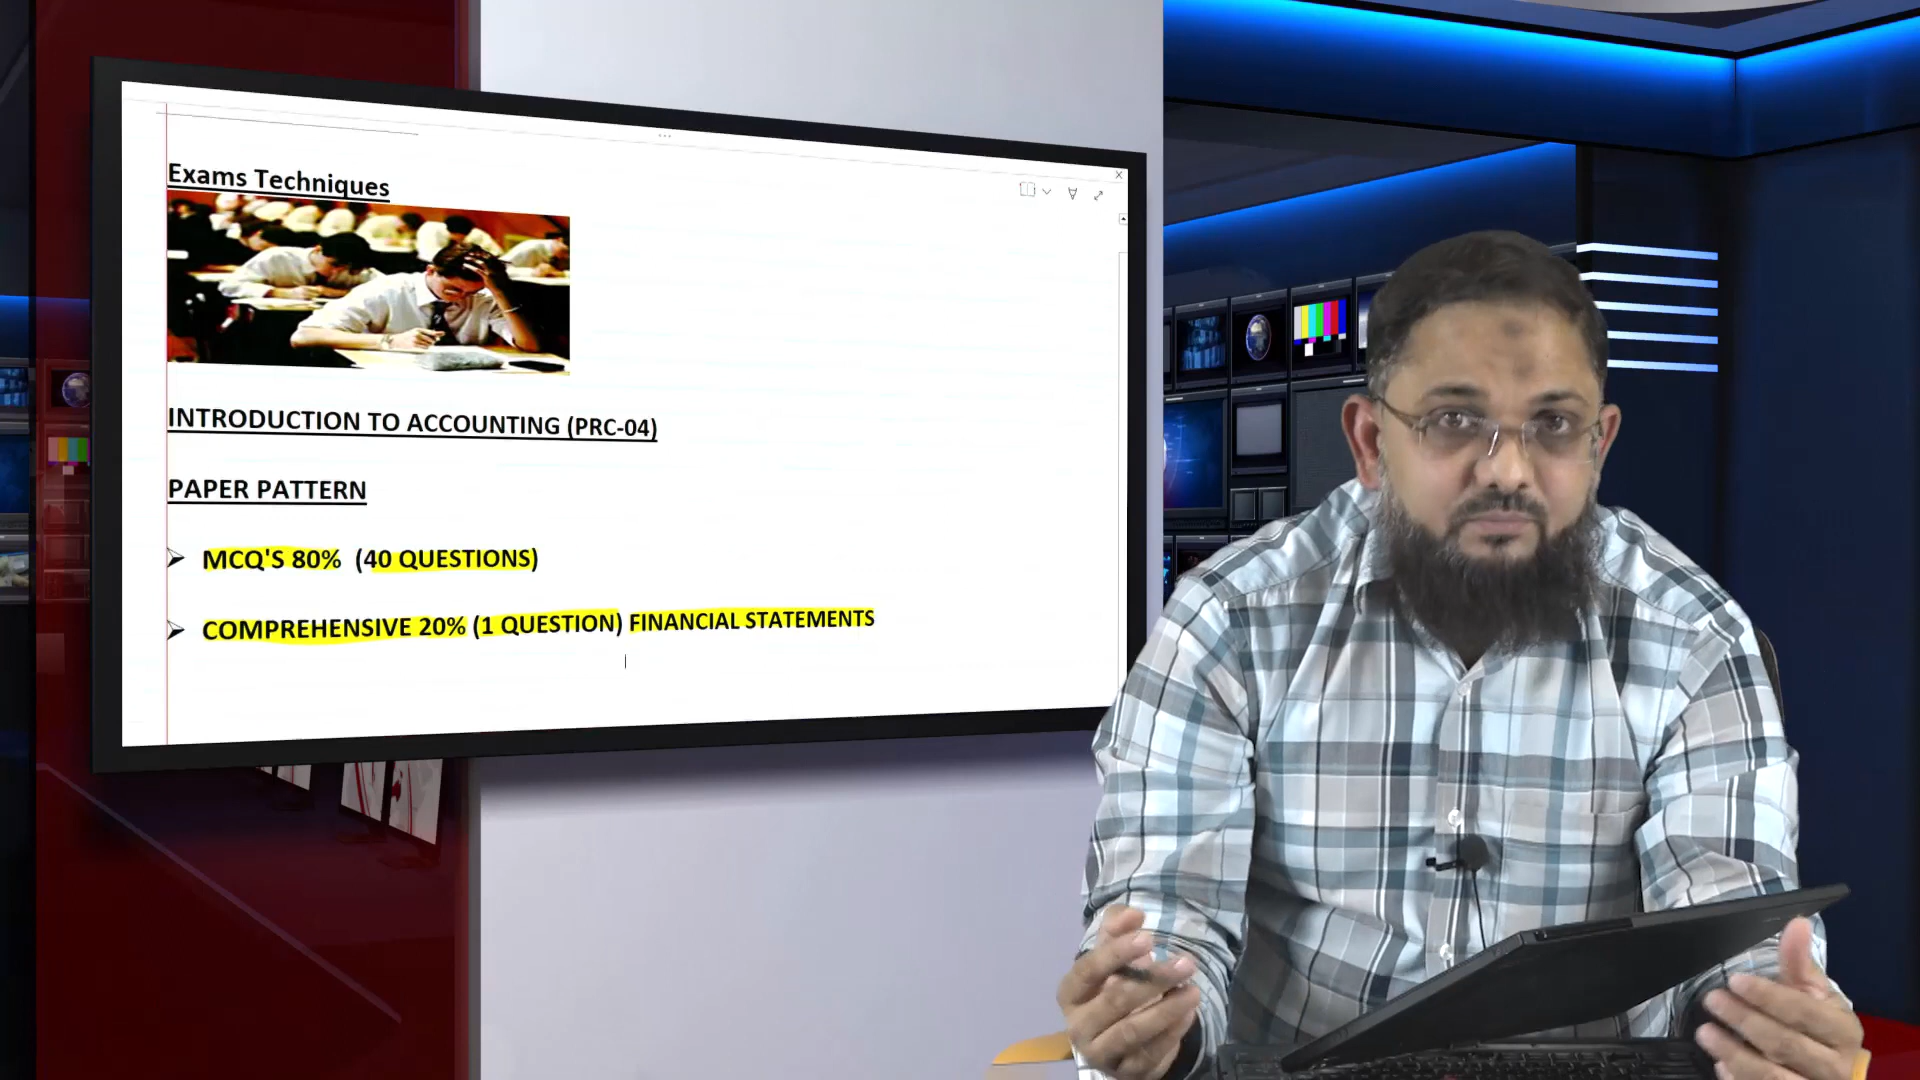 Exams Techniques
INTRODUCTION TO ACCOUNTING (PRC-04)
PAPER PATTERN
➢ MCQ'S 80% (40 QUESTIONS)
➢ COMPREHENSIVE 20% (1 QUESTION) FINANCIAL STATEMENTS